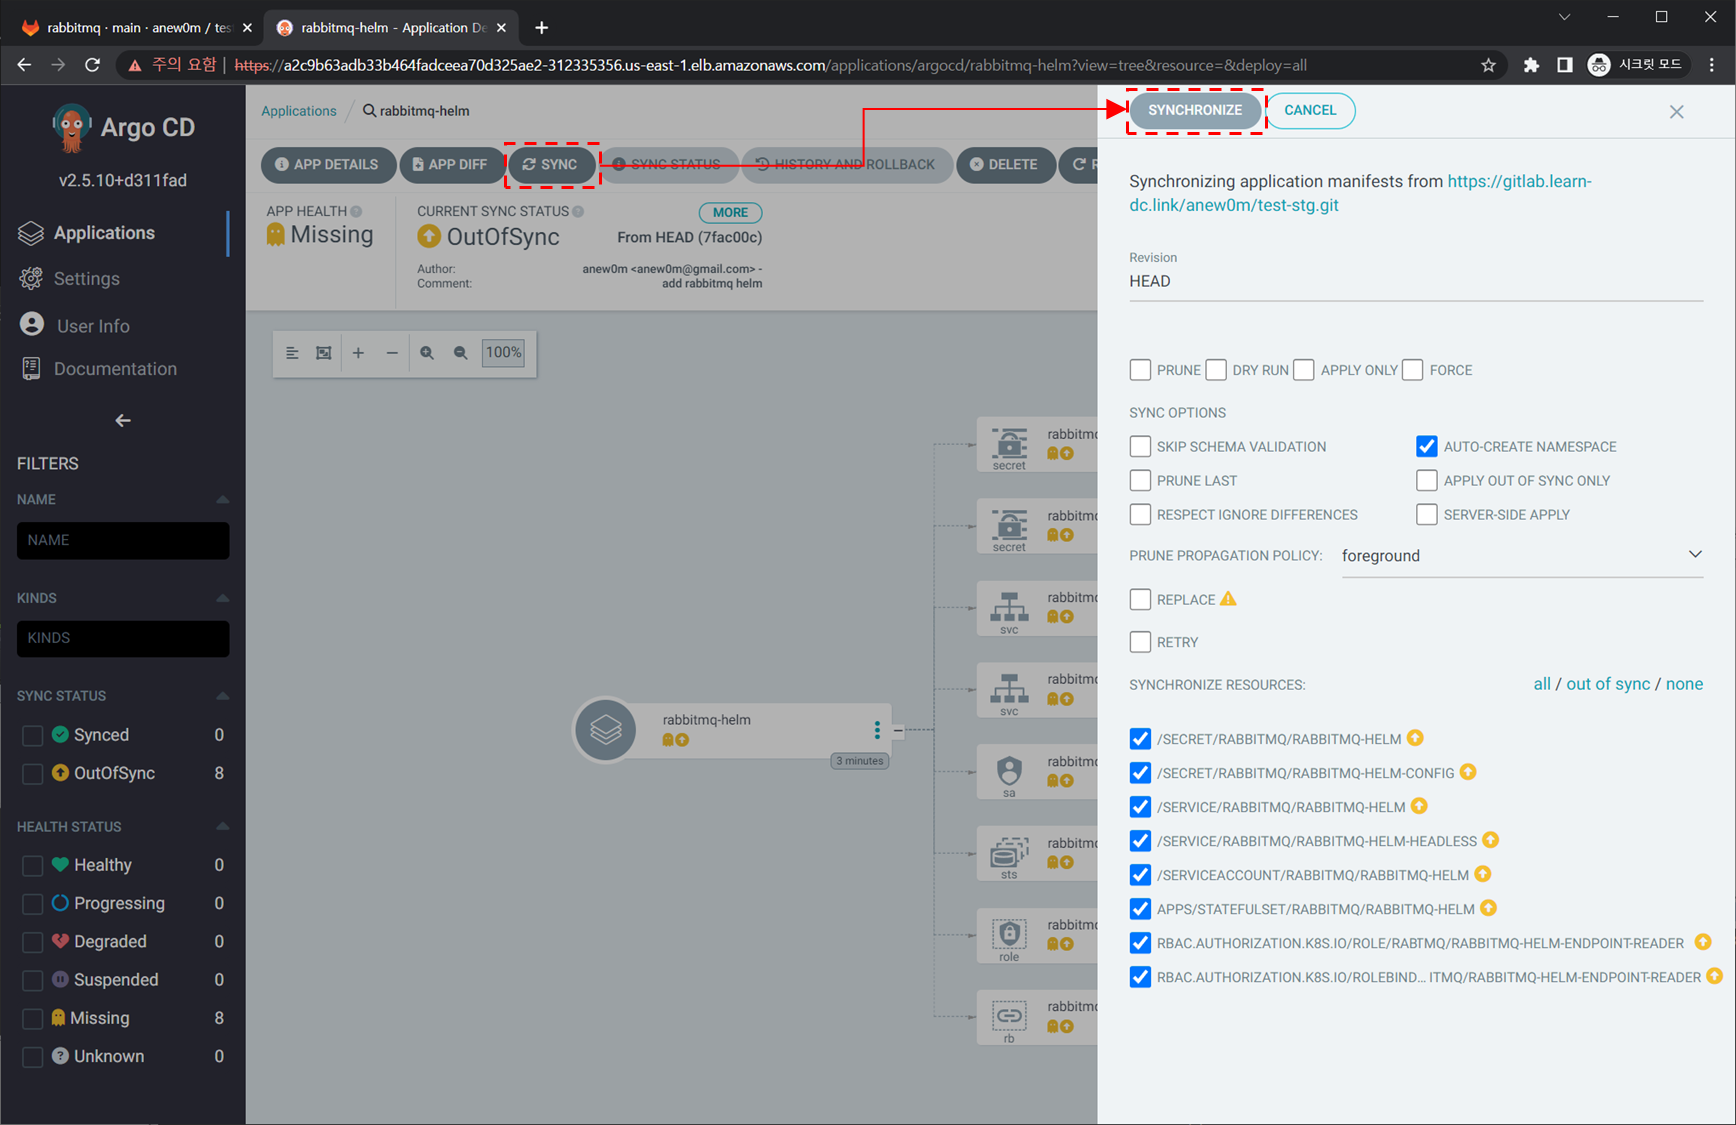 rabbitmq · main · anew0m / tes
rabbitmq-helm - Application De
주의 요함 | https://a2c9b63adb33b464fadceea70d325ae2-312335356.us-east-1.elb.amazonaws.com/applications/argocd/rabbitmq-helm?view=tree&resource=&deploy=all
시크릿 모드
Argo CD
v2.5.10+d311fad
Applications
Settings
User Info
Documentation
FILTERS
NAME
NAME
KINDS
KINDS
SYNC STATUS
Synced 0
OutOfSync 8
HEALTH STATUS
Healthy 0
Progressing 0
Degraded 0
Suspended 0
Missing 8
Unknown 0
Applications / rabbitmq-helm
APP DETAILS
APP DIFF
SYNC
SYNC STATUS
HISTORY AND ROLLBACK
DELETE
R
APP HEALTH
Missing
CURRENT SYNC STATUS
MORE
OutOfSync
From HEAD (7fac00c)
Author: anew0m <anew0m@gmail.com> -
Comment: add rabbitmq helm
100%
rabbitmq-helm
3 minutes
rabbitmq
secret
rabbitmq
secret
rabbitmq
svc
rabbitmq
svc
rabbitmq
sa
rabbitmq
sts
rabbitmq
role
rabbitmq
rb
SYNCHRONIZE
CANCEL
Synchronizing application manifests from https://gitlab.learn-
dc.link/anew0m/test-stg.git
Revision
HEAD
PRUNE DRY RUN APPLY ONLY FORCE
SYNC OPTIONS
SKIP SCHEMA VALIDATION AUTO-CREATE NAMESPACE
PRUNE LAST APPLY OUT OF SYNC ONLY
RESPECT IGNORE DIFFERENCES SERVER-SIDE APPLY
PRUNE PROPAGATION POLICY: foreground
REPLACE
RETRY
SYNCHRONIZE RESOURCES: all / out of sync / none
/SECRET/RABBITMQ/RABBITMQ-HELM
/SECRET/RABBITMQ/RABBITMQ-HELM-CONFIG
/SERVICE/RABBITMQ/RABBITMQ-HELM
/SERVICE/RABBITMQ/RABBITMQ-HELM-HEADLESS
/SERVICEACCOUNT/RABBITMQ/RABBITMQ-HELM
APPS/STATEFULSET/RABBITMQ/RABBITMQ-HELM
RBAC.AUTHORIZATION.K8S.IO/ROLE/RABTMQ/RABBITMQ-HELM-ENDPOINT-READER
RBAC.AUTHORIZATION.K8S.IO/ROLEBIND... ITMQ/RABBITMQ-HELM-ENDPOINT-READER